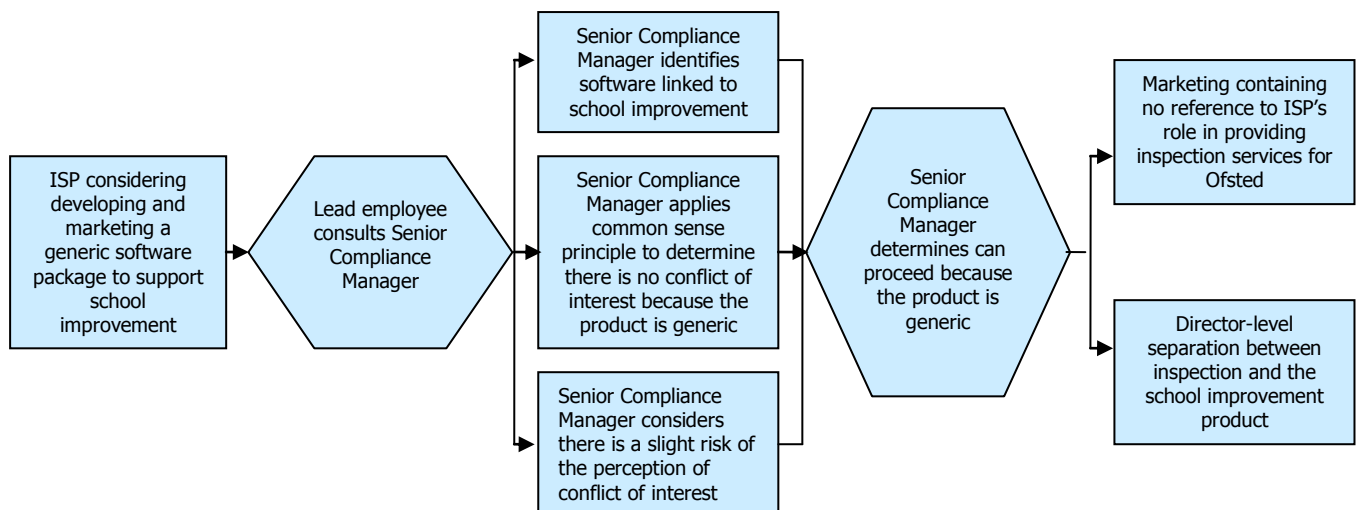 ISP considering
developing and
marketing a
generic software
package to support
school
improvement
Lead employee
consults Senior
Compliance
Manager
Senior Compliance
Manager identifies
software linked to
school improvement
Senior Compliance
Manager applies
common sense
principle to determine
there is no conflict of
interest because the
product is generic
Senior Compliance
Manager considers
there is a slight risk of
the perception of
conflict of interest
Senior
Compliance
Manager
determines can
proceed because
the product is
generic
Marketing containing
no reference to ISP’s
role in providing
inspection services for
Ofsted
Director-level
separation between
inspection and the
school improvement
product